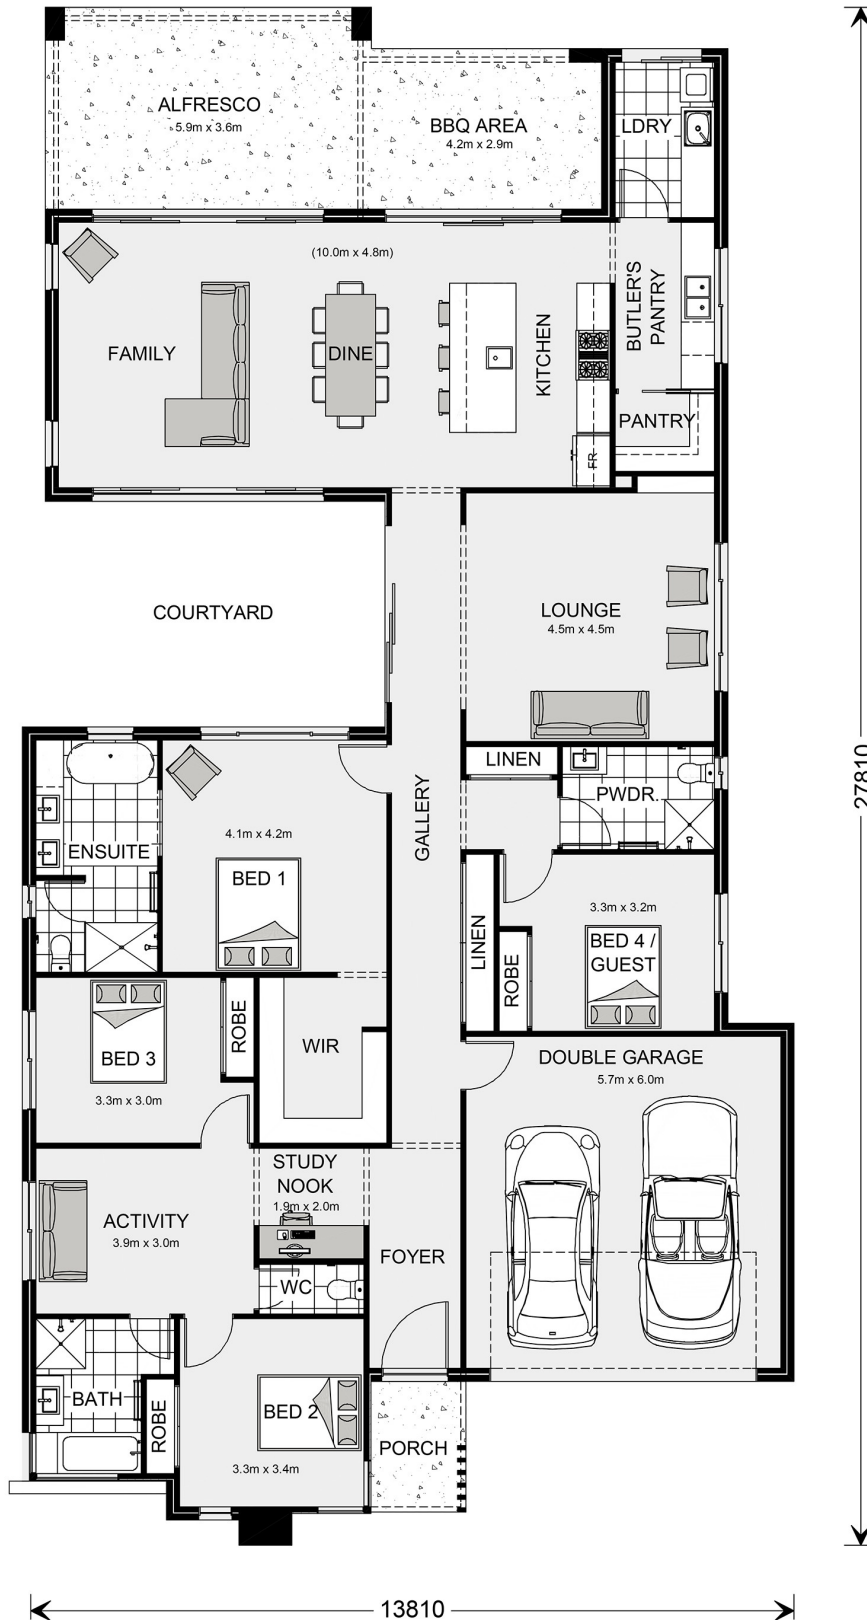 ALFRESCO
5.9m x 3.6m
BBQ AREA
4.2m x 2.9m
LDRY
(10.0m x 4.8m)
FAMILY
DINE
KITCHEN
BUTLER'S
PANTRY
PANTRY
FR
COURTYARD
LOUNGE
4.5m x 4.5m
27810
LINEN
PWDR.
GALLERY
4.1m x 4.2m
ENSUITE
BED 1
3.3m x 3.2m
BED 4 /
GUEST
LINEN
ROBE
BED 3
3.3m x 3.0m
ROBE
WIR
DOUBLE GARAGE
5.7m x 6.0m
STUDY
NOOK
1.9m x 2.0m
ACTIVITY
3.9m x 3.0m
FOYER
WC
BATH
ROBE
BED 2
3.3m x 3.4m
PORCH
13810